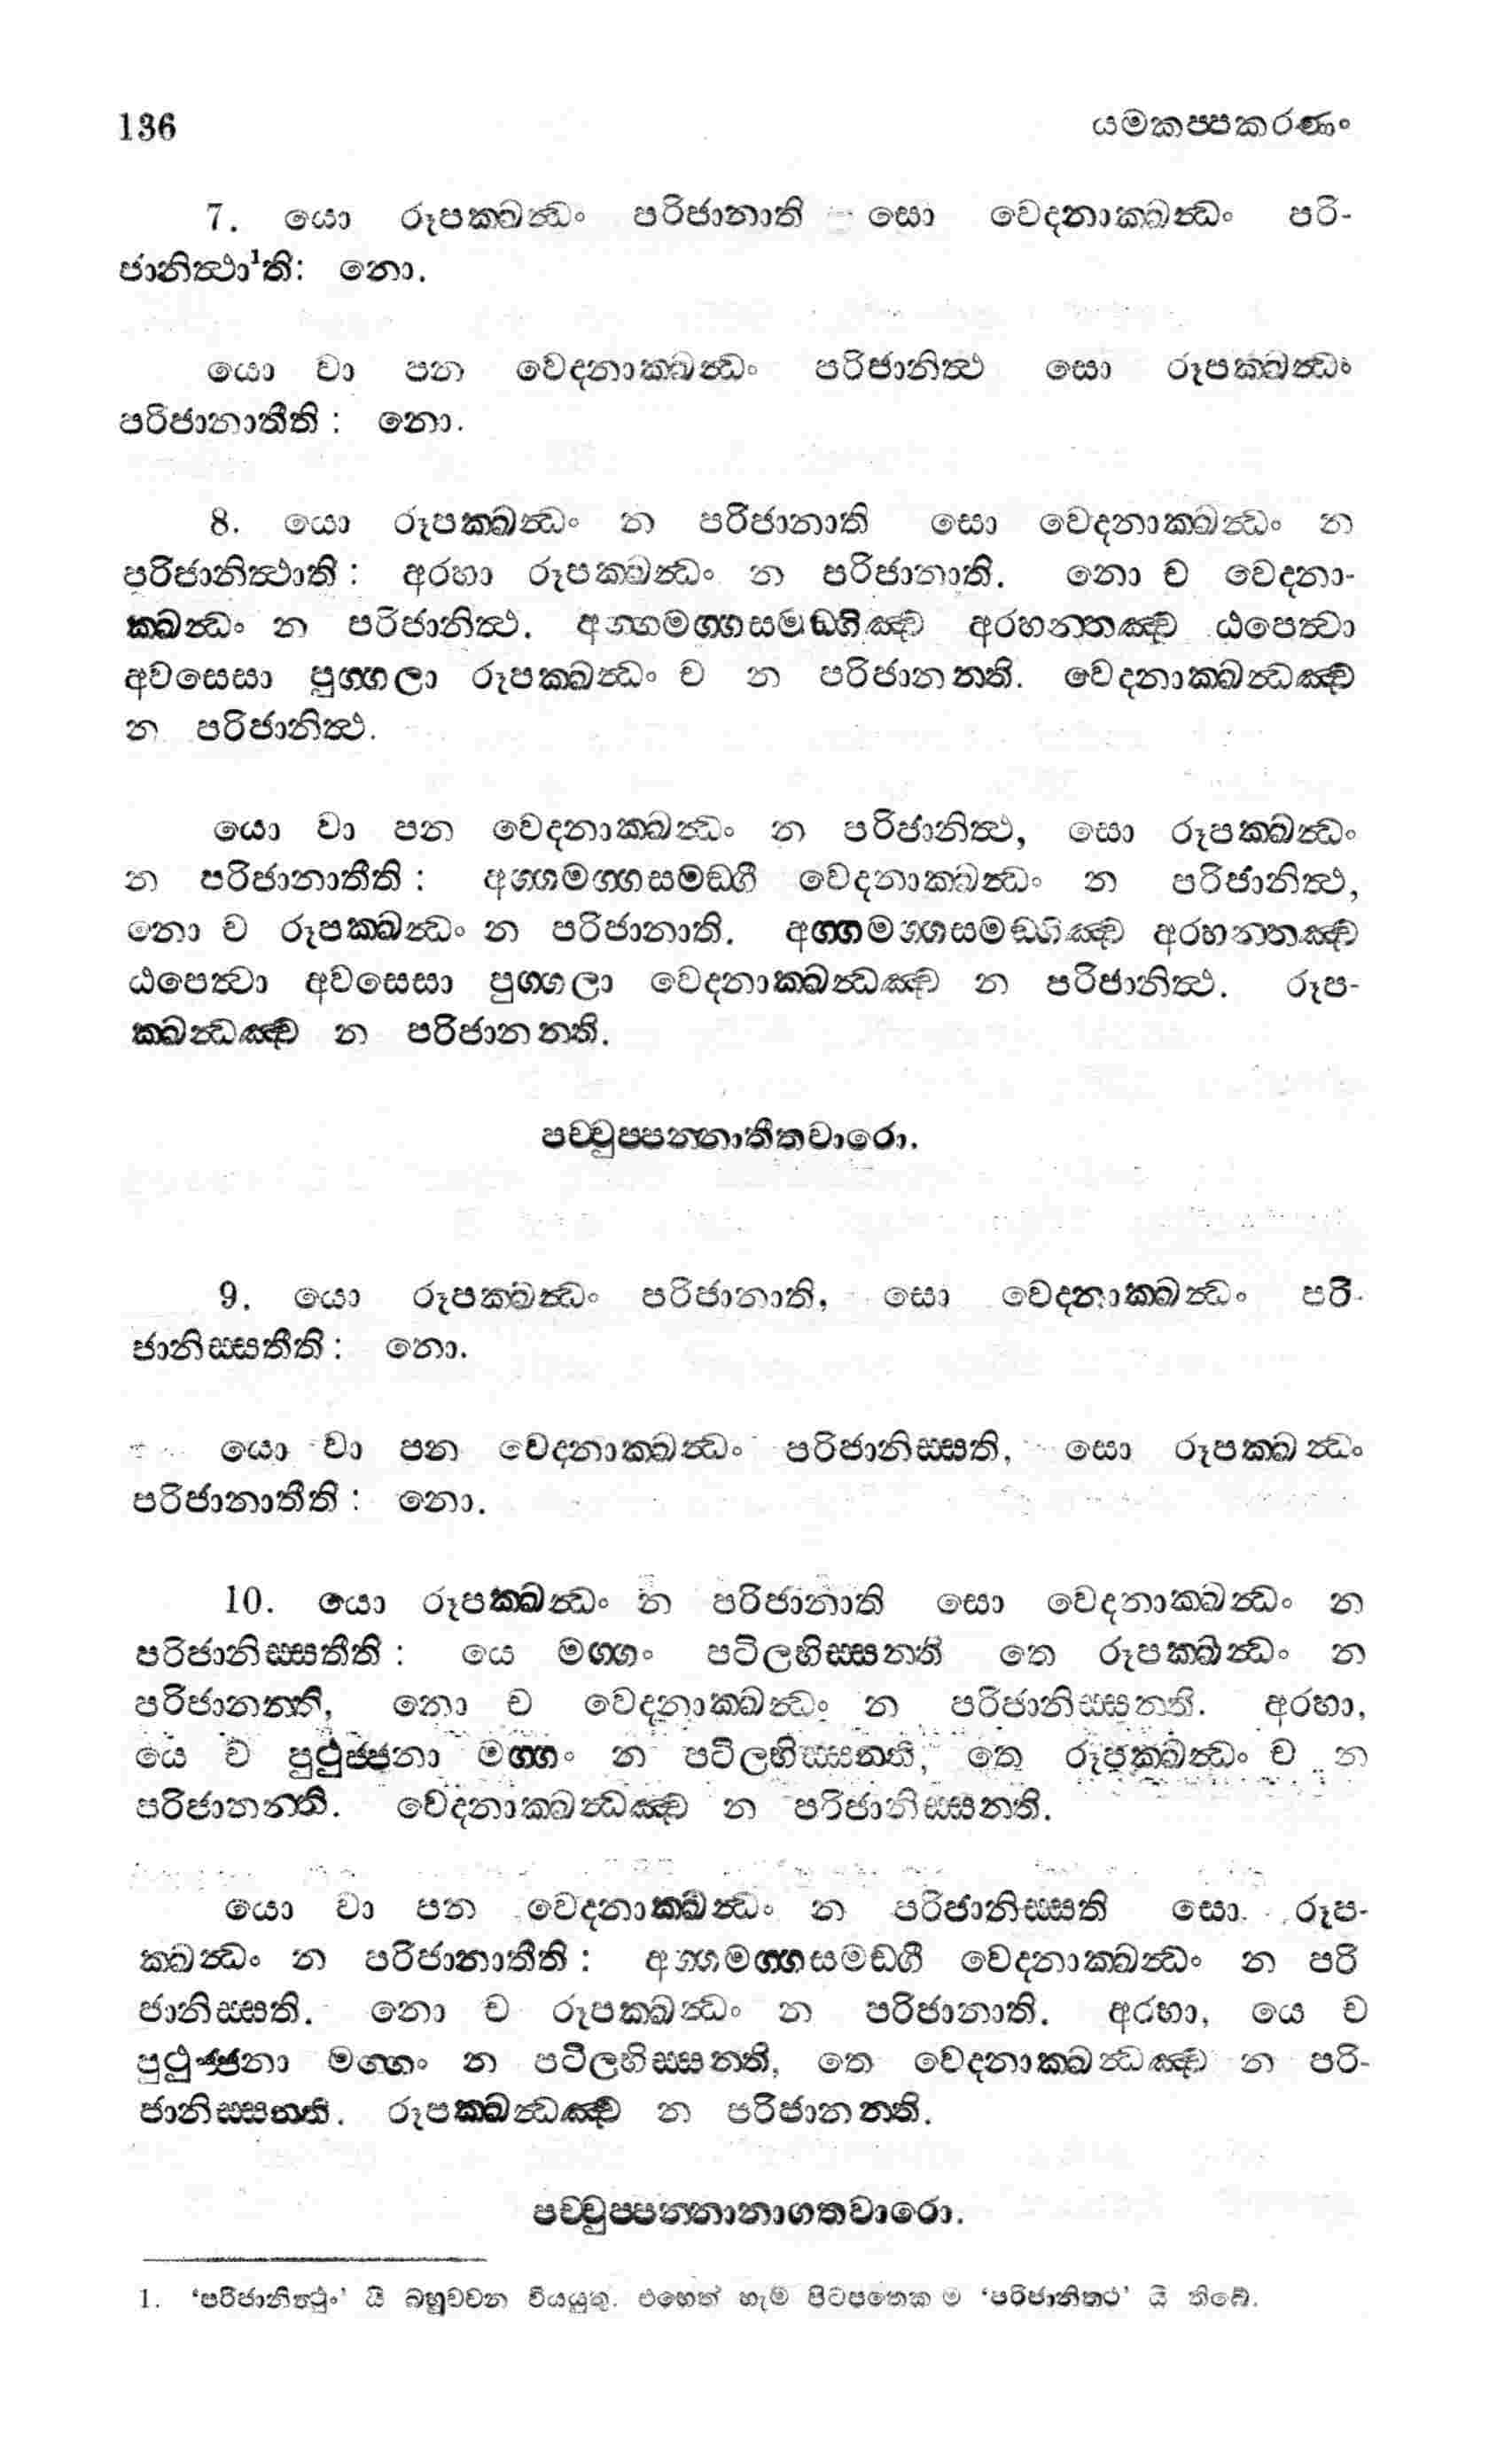 136 යමකප්පකරණං
7. යො රූපක්ඛන්ධං පරිජානාති සො වෙදනාක්ඛන්ධං පරි-
ජානිත්ථා¹ති: නො.
යො වා පන වෙදනාක්ඛන්ධං පරිජානිත්ථ සො රූපක්ඛන්ධං
පරිජානාතීති : නො.
8. යො රූපක්ඛන්ධං න පරිජානාති සො වෙදනාක්ඛන්ධං න
පරිජානිත්ථාති : අරහා රූපක්ඛන්ධං න පරිජානාති. නො ච වෙදනා-
ක්ඛන්ධං න පරිජානිත්ථ. අග්ගමග්ගසමඞ්ගිඤ්ච අරහන්තඤ්ච ඨපෙත්වා
අවසෙසා පුග්ගලා රූපක්ඛන්ධං ච න පරිජානන්ති. වෙදනාක්ඛන්ධඤ්ච
න පරිජානිත්ථ.
යො වා පන වෙදනාක්ඛන්ධං න පරිජානිත්ථ, සො රූපක්ඛන්ධං
න පරිජානාතීති : අග්ගමග්ගසමඞ්ගී වෙදනාක්ඛන්ධං න පරිජානිත්ථ,
නො ච රූපක්ඛන්ධං න පරිජානාති. අග්ගමග්ගසමඞ්ගිඤ්ච අරහන්තඤ්ච
ඨපෙත්වා අවසෙසා පුග්ගලා වෙදනාක්ඛන්ධඤ්ච න පරිජානිත්ථ. රූප-
ක්ඛන්ධඤ්ච න පරිජානන්ති.
පච්චුප්පන්නාතීතවාරො.
9. යො රූපක්ඛන්ධං පරිජානාති, සො වෙදනාක්ඛන්ධං පරි-
ජානිස්සතීති : නො.
යො වා පන වෙදනාක්ඛන්ධං පරිජානිස්සති, සො රූපක්ඛන්ධං
පරිජානාතීති : නො.
10. යො රූපක්ඛන්ධං න පරිජානාති සො වෙදනාක්ඛන්ධං න
පරිජානිස්සතීති : යෙ මග්ගං පටිලභිස්සන්ති තෙ රූපක්ඛන්ධං න
පරිජානන්ති, නො ච වෙදනාක්ඛන්ධං න පරිජානිස්සන්ති. අරහා,
යෙ ච පුථුජ්ජනා මග්ගං න පටිලභිස්සන්ති, තෙ රූපක්ඛන්ධං ච න
පරිජානන්ති. වෙදනාක්ඛන්ධඤ්ච න පරිජානිස්සන්ති.
යො වා පන වෙදනාක්ඛන්ධං න පරිජානිස්සති සො රූප-
ක්ඛන්ධං න පරිජානාතීති : අග්ගමග්ගසමඞ්ගී වෙදනාක්ඛන්ධං න පරි
ජානිස්සති. නො ච රූපක්ඛන්ධං න පරිජානාති. අරහා, යෙ ච
පුථුජ්ජනා මග්ගං න පටිලභිස්සන්ති, තෙ වෙදනාක්ඛන්ධඤ්ච න පරි-
ජානිස්සන්ති. රූපක්ඛන්ධඤ්ච න පරිජානන්ති.
පච්චුප්පන්නානාගතවාරො.
1. ‘පරිජානිත්ථුං’ යි බහුවචන වියයුතු. එහෙත් හැම පිටපතෙක ම ‘පරිජානිත්ථ’ යි තිබේ.